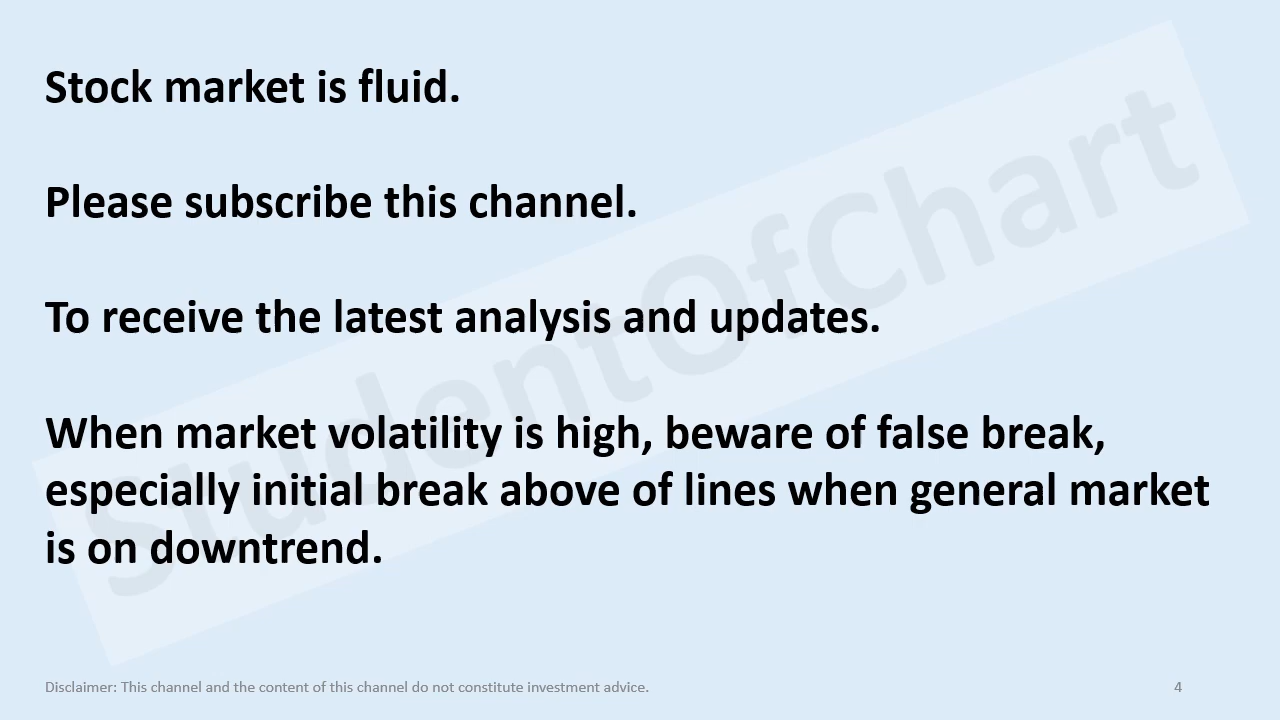 Stock market is fluid.
Please subscribe this channel.
To receive the latest analysis and updates.
When market volatility is high, beware of false break,
especially initial break above of lines when general market
is on downtrend.
StudentOfChart
Disclaimer: This channel and the content of this channel do not constitute investment advice.
4